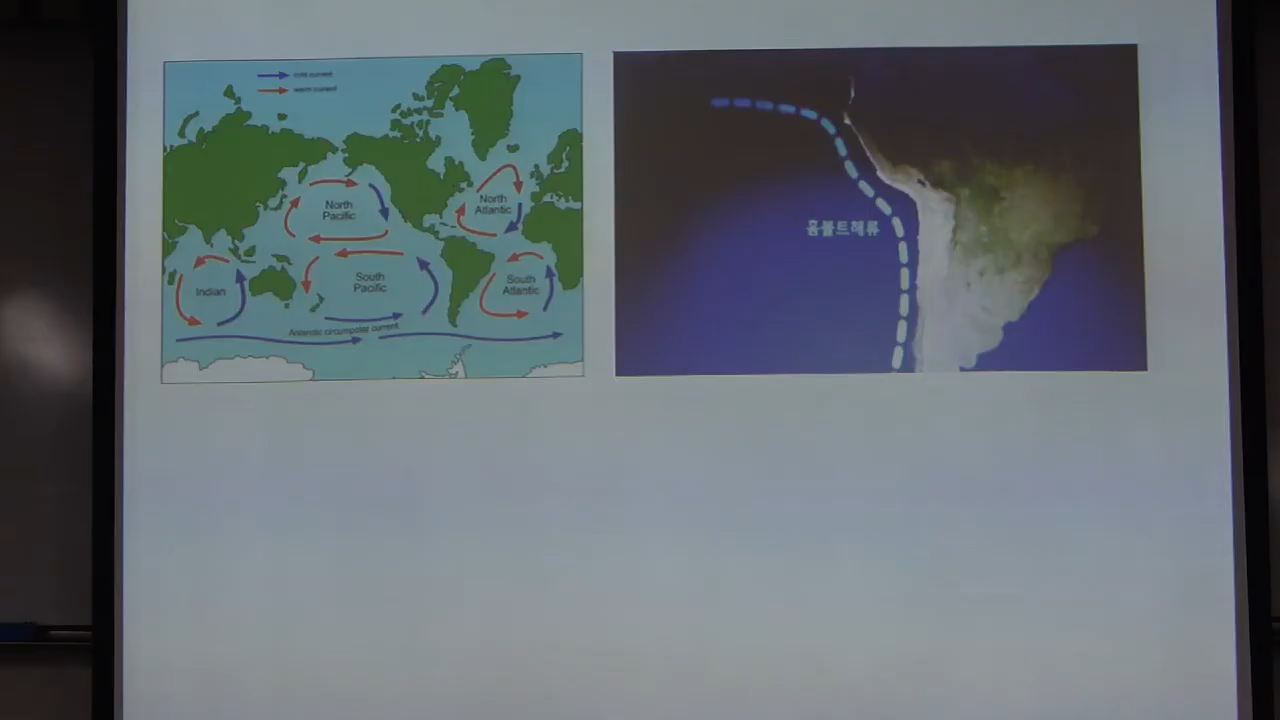 cold current
warm current
North
Pacific
North
Atlantic
Indian
South
Pacific
South
Atlantic
Antarctic circumpolar current
훔볼트해류